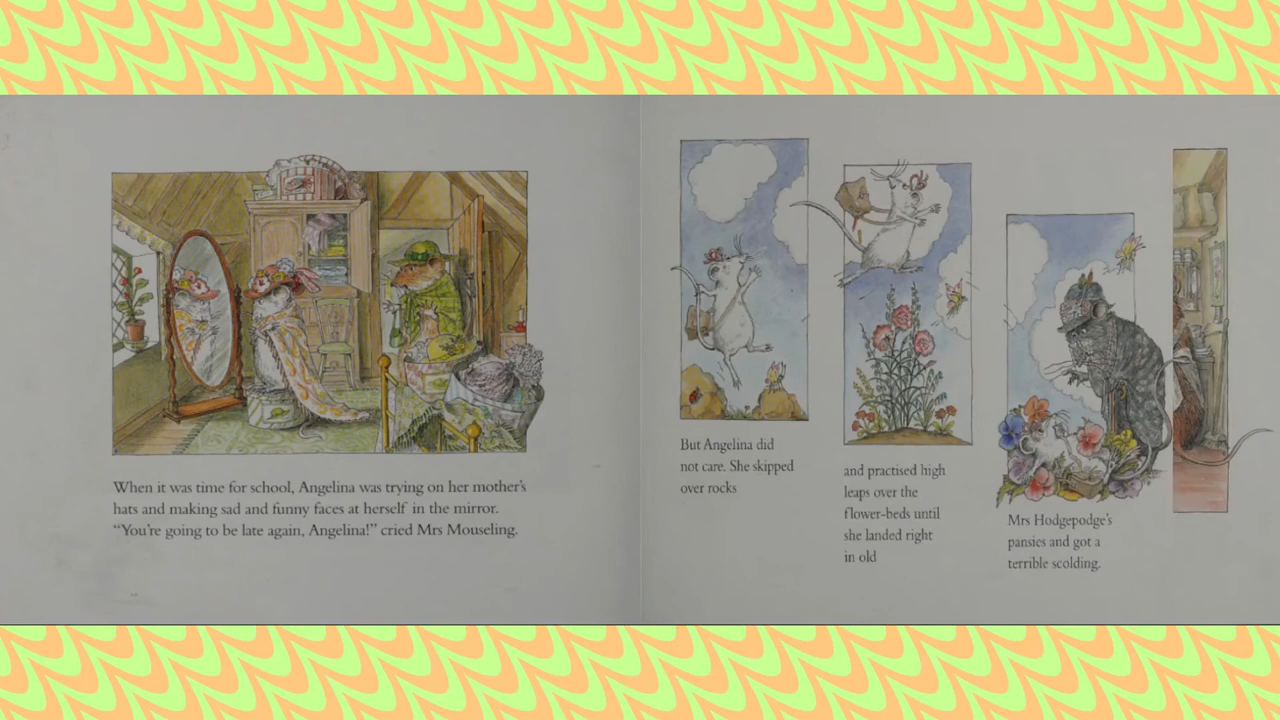 When it was time for school, Angelina was trying on her mother's
hats and making sad and funny faces at herself in the mirror.
“You're going to be late again, Angelina!” cried Mrs Mouseling.
But Angelina did
not care. She skipped
over rocks
and practised high
leaps over the
flower-beds until
she landed right
in old
Mrs Hodgepodge's
pansies and got a
terrible scolding.